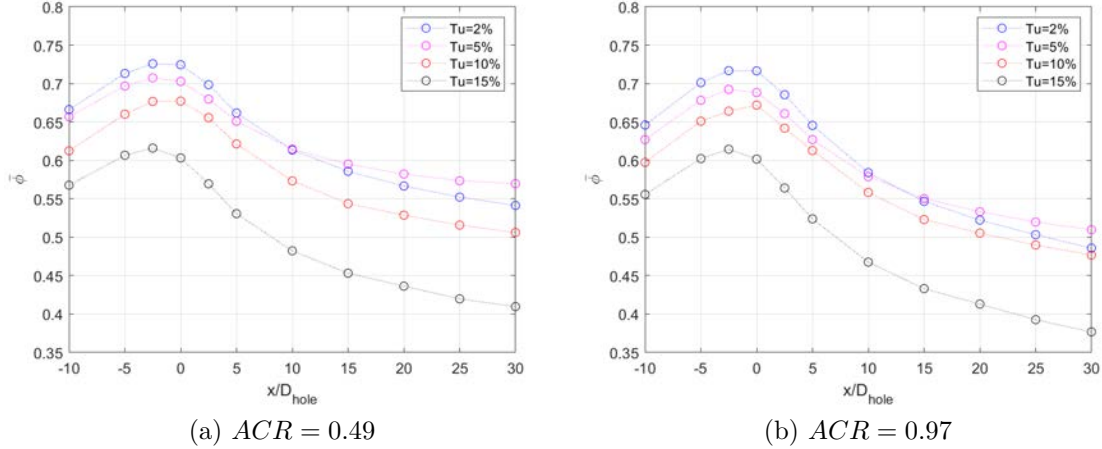 0.8
0.75
0.7
0.65
0.6
0.55
0.5
0.45
0.4
0.35
ϕ̄
-10 -5 0 5 10 15 20 25 30
x/D_hole
Tu=2%
Tu=5%
Tu=10%
Tu=15%
(a) ACR = 0.49
0.8
0.75
0.7
0.65
0.6
0.55
0.5
0.45
0.4
0.35
ϕ̄
-10 -5 0 5 10 15 20 25 30
x/D_hole
Tu=2%
Tu=5%
Tu=10%
Tu=15%
(b) ACR = 0.97